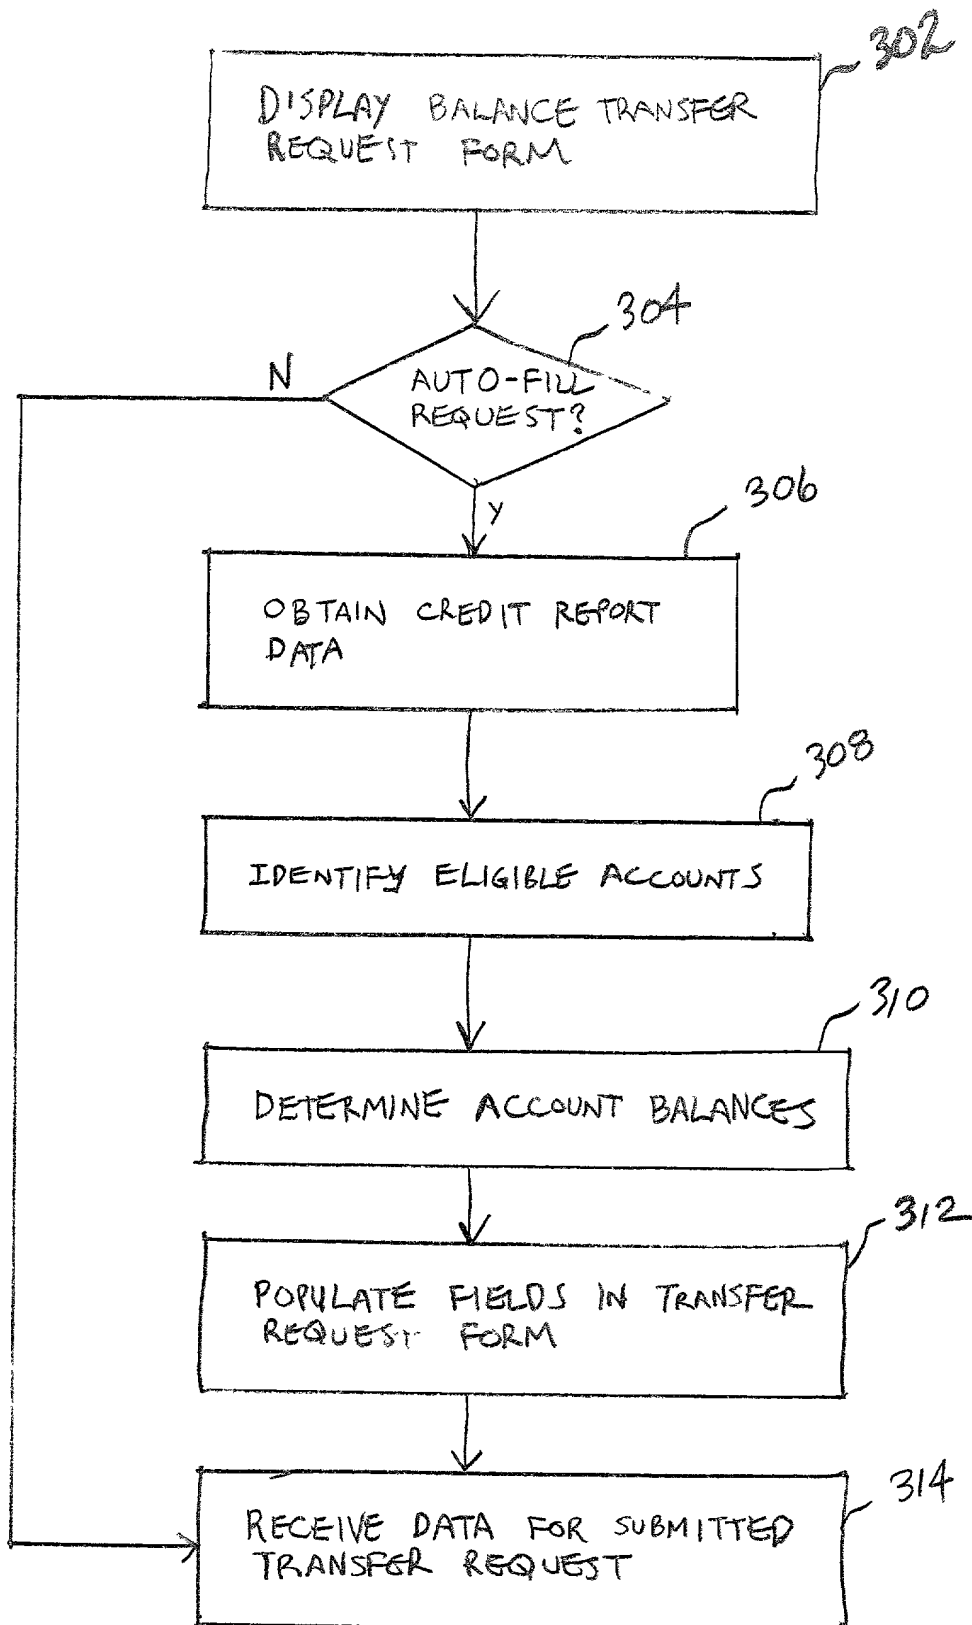 302
DISPLAY BALANCE TRANSFER
REQUEST FORM
304
N
AUTO-FILL
REQUEST?
Y
306
OBTAIN CREDIT REPORT
DATA
308
IDENTIFY ELIGIBLE ACCOUNTS
310
DETERMINE ACCOUNT BALANCES
312
POPULATE FIELDS IN TRANSFER
REQUEST FORM
314
RECEIVE DATA FOR SUBMITTED
TRANSFER REQUEST